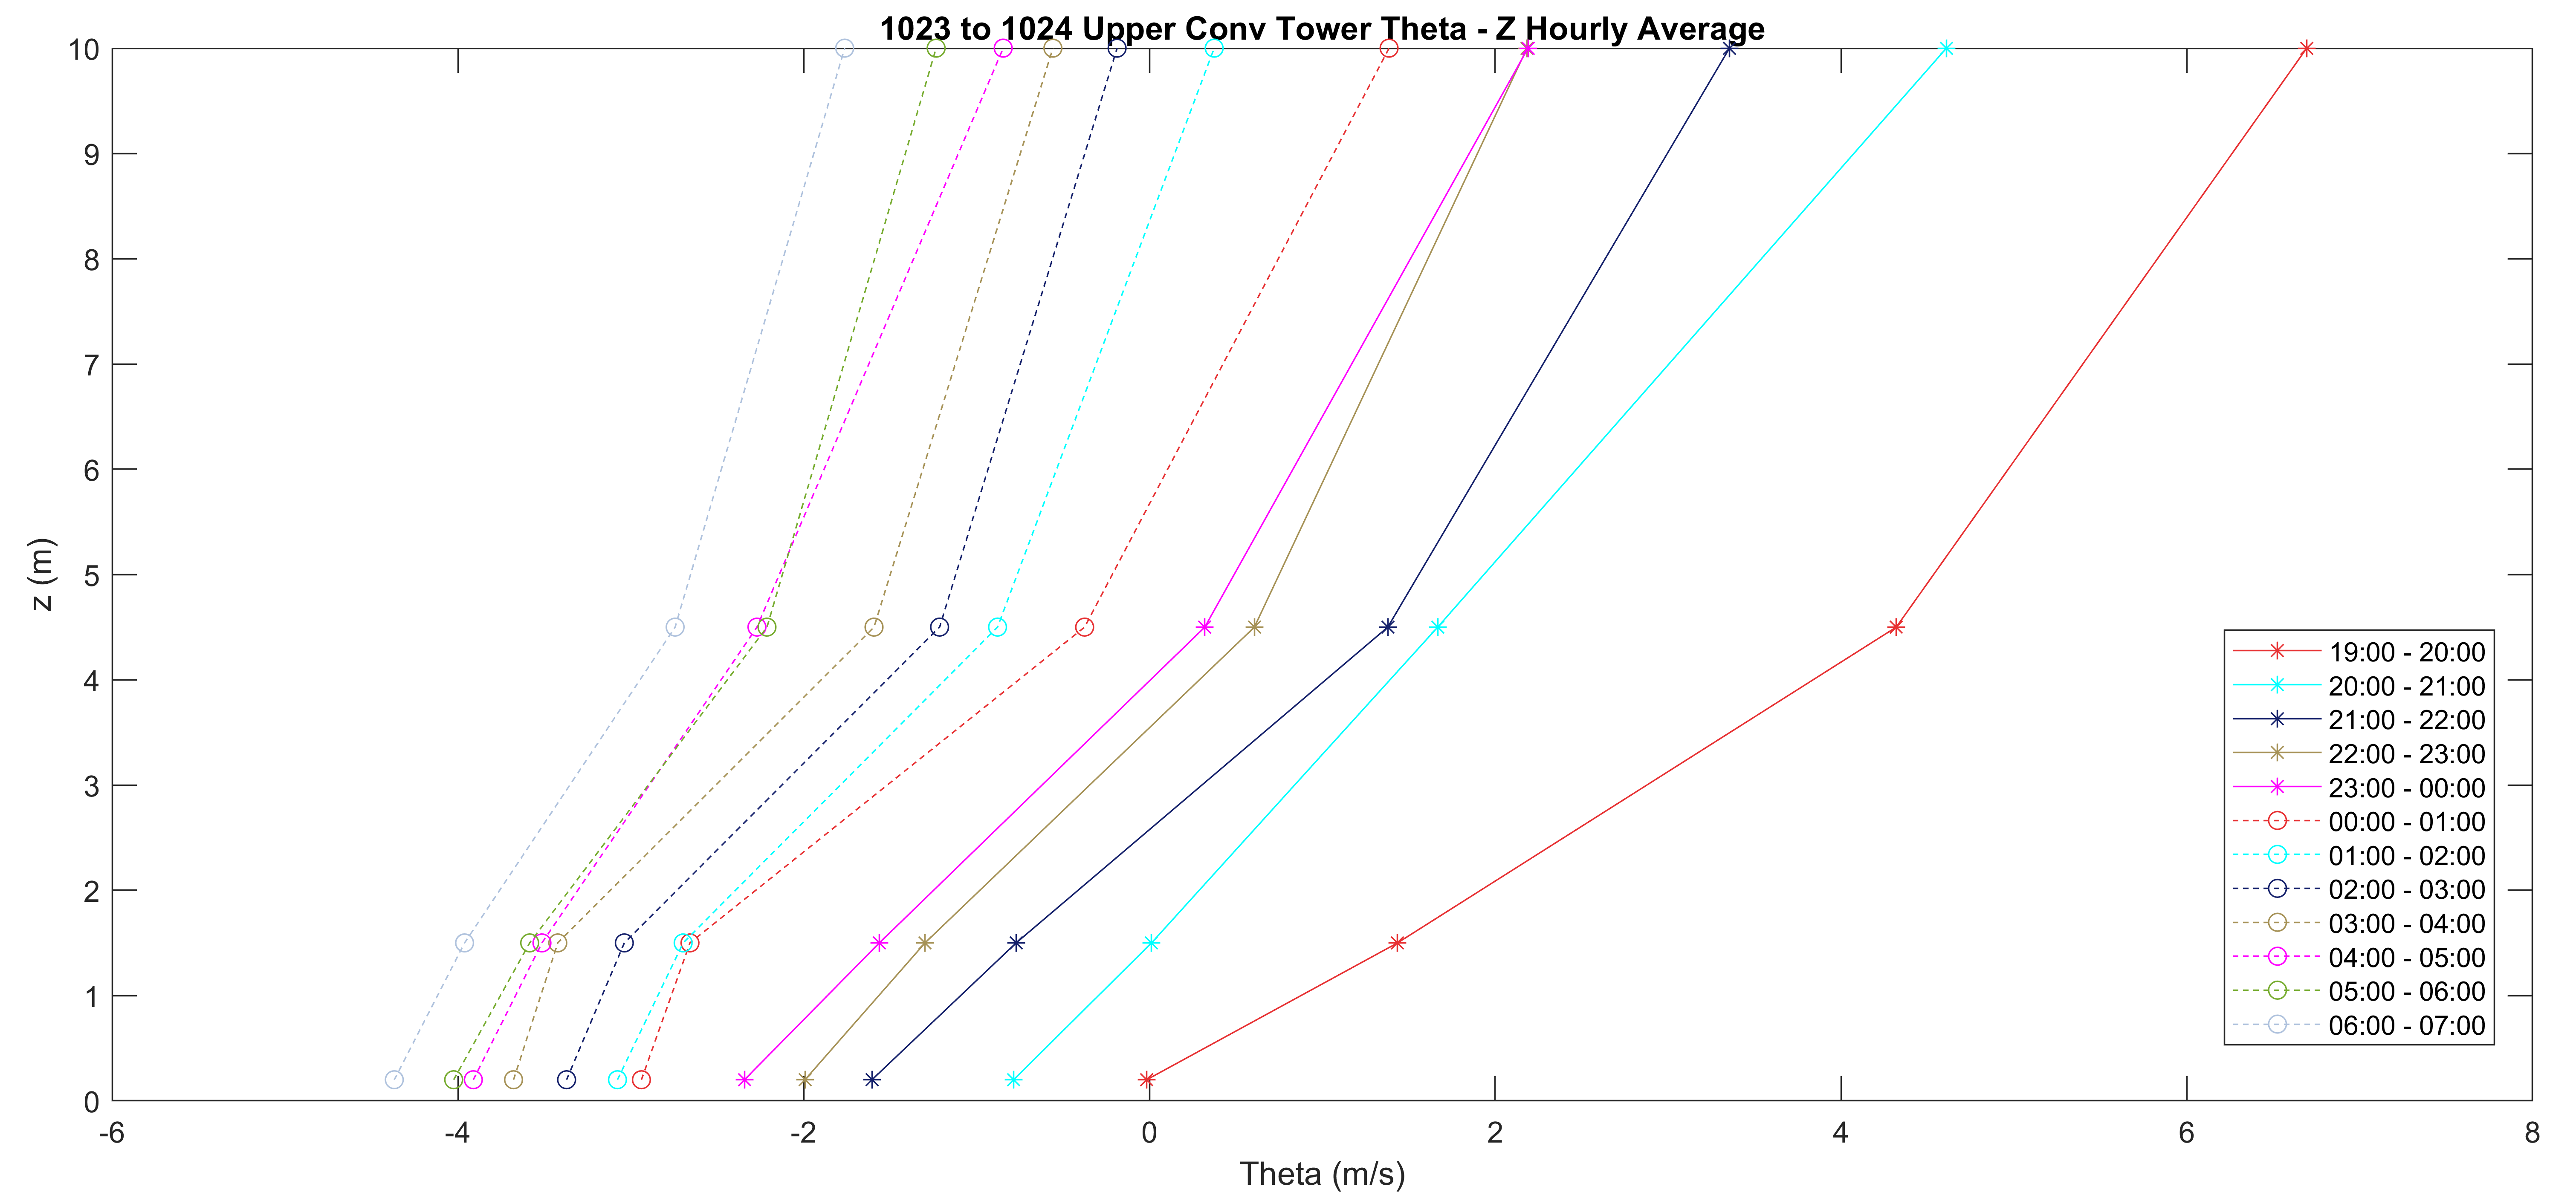 1023 to 1024 Upper Conv Tower Theta - Z Hourly Average
10
9
8
7
6
5
4
3
2
1
0
z (m)
-6 -4 -2 0 2 4 6 8
Theta (m/s)
19:00 - 20:00
20:00 - 21:00
21:00 - 22:00
22:00 - 23:00
23:00 - 00:00
00:00 - 01:00
01:00 - 02:00
02:00 - 03:00
03:00 - 04:00
04:00 - 05:00
05:00 - 06:00
06:00 - 07:00